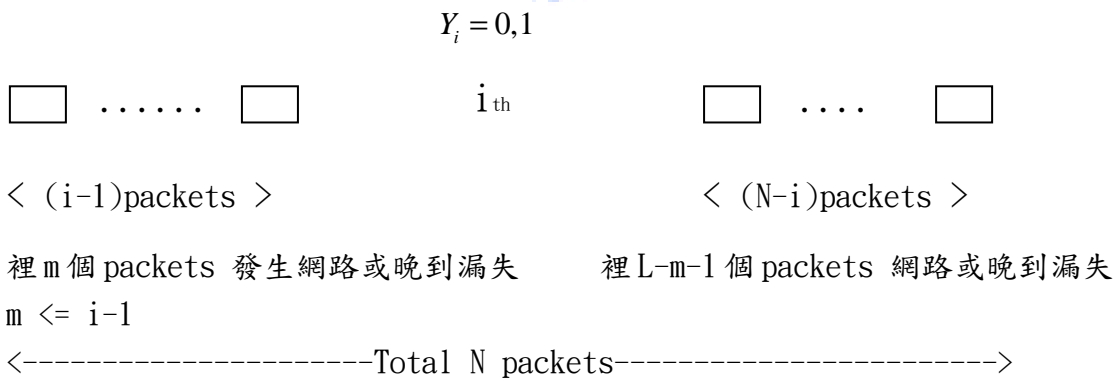 Y_i = 0,1
...... i th ....
< (i-1)packets > < (N-i)packets >
裡m個packets 發生網路或晚到漏失 裡L-m-1個packets 網路或晚到漏失
m <= i-1
<----------------------Total N packets------------------------>